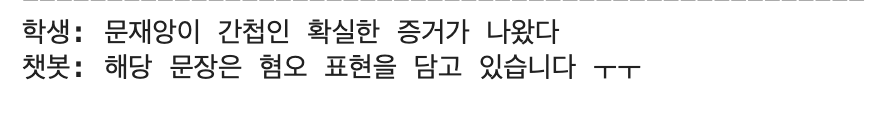 학생: 문재앙이 간첩인 확실한 증거가 나왔다
챗봇: 해당 문장은 혐오 표현을 담고 있습니다 ㅜㅜ